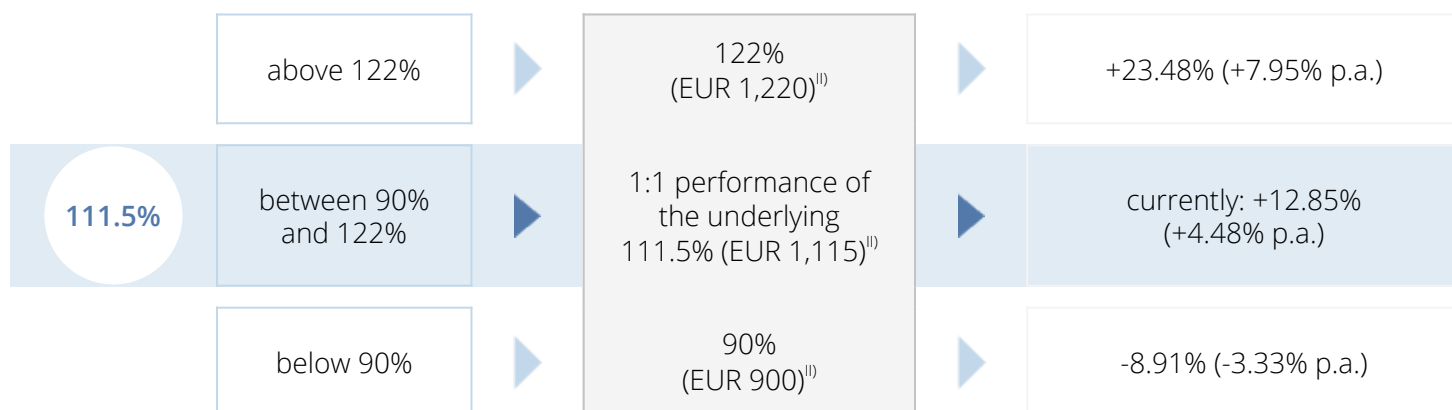 above 122%
122%
(EUR 1,220)II)
+23.48% (+7.95% p.a.)
111.5%
between 90%
and 122%
1:1 performance of
the underlying
111.5% (EUR 1,115)II)
currently: +12.85%
(+4.48% p.a.)
below 90%
90%
(EUR 900)II)
-8.91% (-3.33% p.a.)